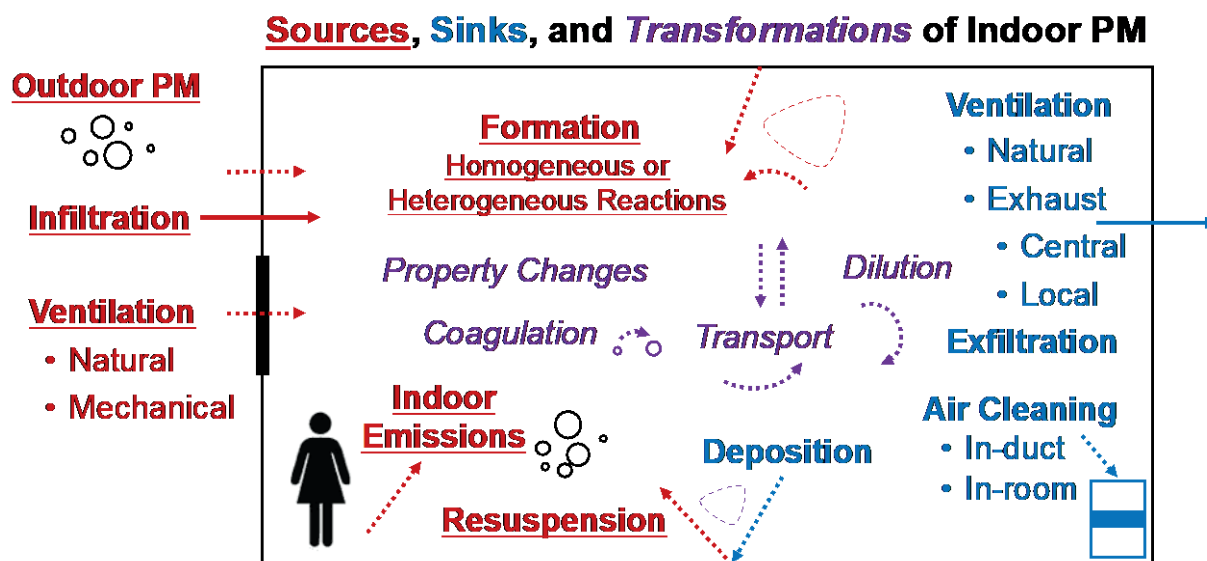 Sources, Sinks, and Transformations of Indoor PM
Outdoor PM
Infiltration
Ventilation
• Natural
• Mechanical
Formation
Homogeneous or
Heterogeneous Reactions
Property Changes
Dilution
Coagulation
Transport
Indoor
Emissions
Deposition
Resuspension
Ventilation
• Natural
• Exhaust
• Central
• Local
Exfiltration
Air Cleaning
• In-duct
• In-room